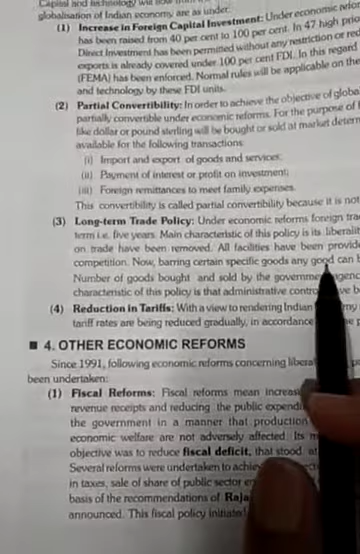 Capital and technology will now from the
globalisation of Indian economy are as under:
(1) Increase in Foreign Capital Investment: Under economic refor
has been raised from 40 per cent to 100 per cent. In 47 high prior
Direct Investment has been permitted without any restriction or red
exports is already covered under 100 per cent FDI. In this regard
(FEMA) has been enforced. Normal rules will be applicable on the
and technology by these FDI units.
(2) Partial Convertibility: In order to achieve the objective of globa
partially convertible under economic reforms. For the purpose of
like dollar or pound sterling will be bought or sold at market determ
available for the following transactions:
(i) Import and export of goods and services;
(ii) Payment of interest or profit on investment;
(iii) Foreign remittances to meet family expenses.
This convertibility is called partial convertibility because it is not
(3) Long-term Trade Policy: Under economic reforms foreign tra
term i.e. five years. Main characteristic of this policy is its liberalit
on trade have been removed. All facilities have been provide
competition. Now, barring certain specific goods any good can b
Number of goods bought and sold by the governme agenc
characteristic of this policy is that administrative contro ve b
(4) Reduction in Tariffs: With a view to rendering Indian my
tariff rates are being reduced gradually, in accordance e p
■ 4. OTHER ECONOMIC REFORMS
Since 1991, following economic reforms concerning liberal p
been undertaken:
(1) Fiscal Reforms: Fiscal reforms mean increas
revenue receipts and reducing the public expendi
the government in a manner that production
economic welfare are not adversely affected. Its m
objective was to reduce fiscal deficit, that stood at
Several reforms were undertaken to achie ectu
in taxes, sale of share of public sector en
basis of the recommendations of Raja
announced. This fiscal policy initiated